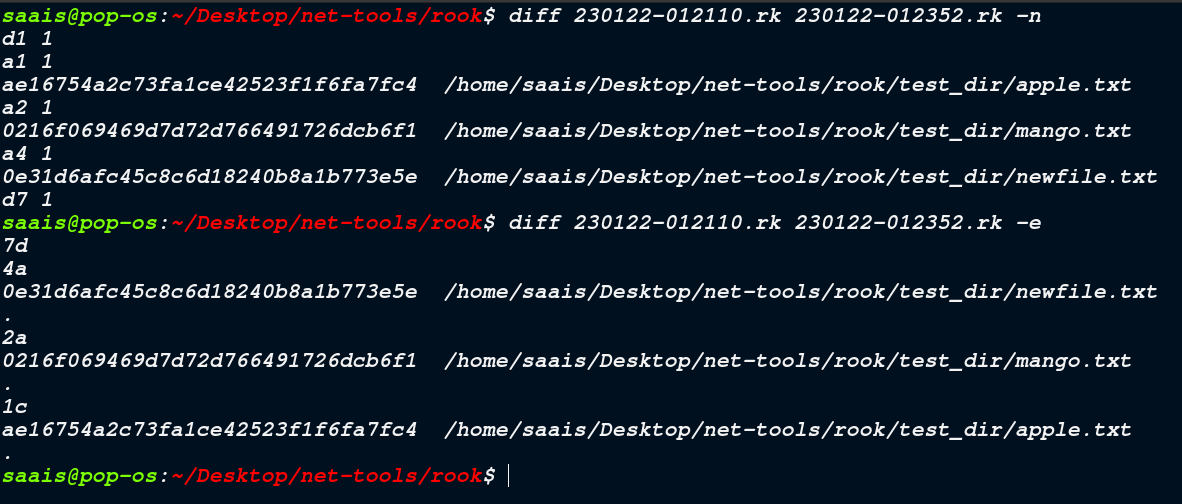 saais@pop-os:~/Desktop/net-tools/rook$ diff 230122-012110.rk 230122-012352.rk -n
d1 1
a1 1
ae16754a2c73fa1ce42523f1f6fa7fc4  /home/saais/Desktop/net-tools/rook/test_dir/apple.txt
a2 1
0216f069469d7d72d766491726dcb6f1  /home/saais/Desktop/net-tools/rook/test_dir/mango.txt
a4 1
0e31d6afc45c8c6d18240b8a1b773e5e  /home/saais/Desktop/net-tools/rook/test_dir/newfile.txt
d7 1
saais@pop-os:~/Desktop/net-tools/rook$ diff 230122-012110.rk 230122-012352.rk -e
7d
4a
0e31d6afc45c8c6d18240b8a1b773e5e  /home/saais/Desktop/net-tools/rook/test_dir/newfile.txt
.
2a
0216f069469d7d72d766491726dcb6f1  /home/saais/Desktop/net-tools/rook/test_dir/mango.txt
.
1c
ae16754a2c73fa1ce42523f1f6fa7fc4  /home/saais/Desktop/net-tools/rook/test_dir/apple.txt
.
saais@pop-os:~/Desktop/net-tools/rook$